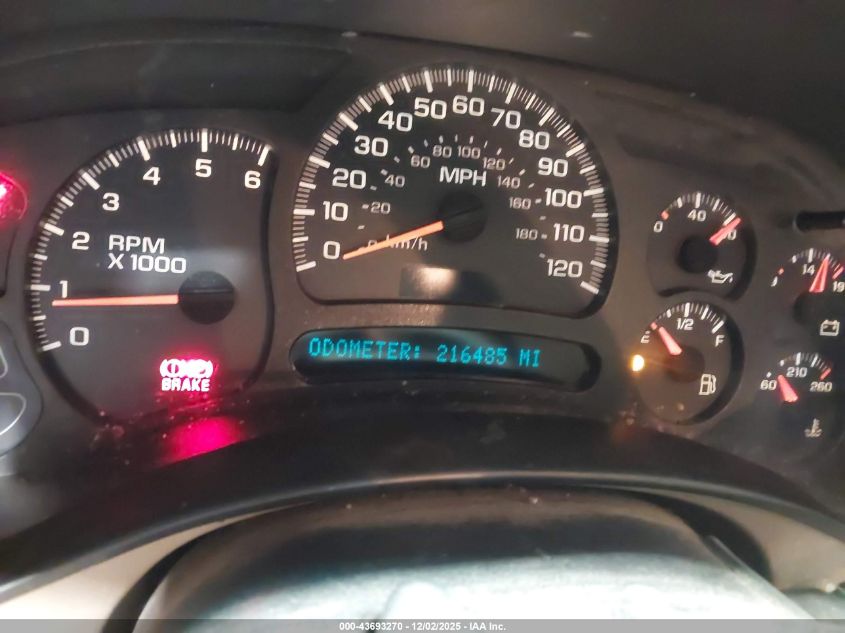 0 1 2 3 4 5 6
RPM
X 1000
BRAKE
0 10 20 30 40 50 60 70 80 90 100 110 120
20 40 60 80 100 120 140 160 180
MPH
km/h
ODOMETER: 216485 MI
0 40
E 1/2 F
14 19
60 210 260
000-43693270 - 12/02/2025 - IAA Inc.